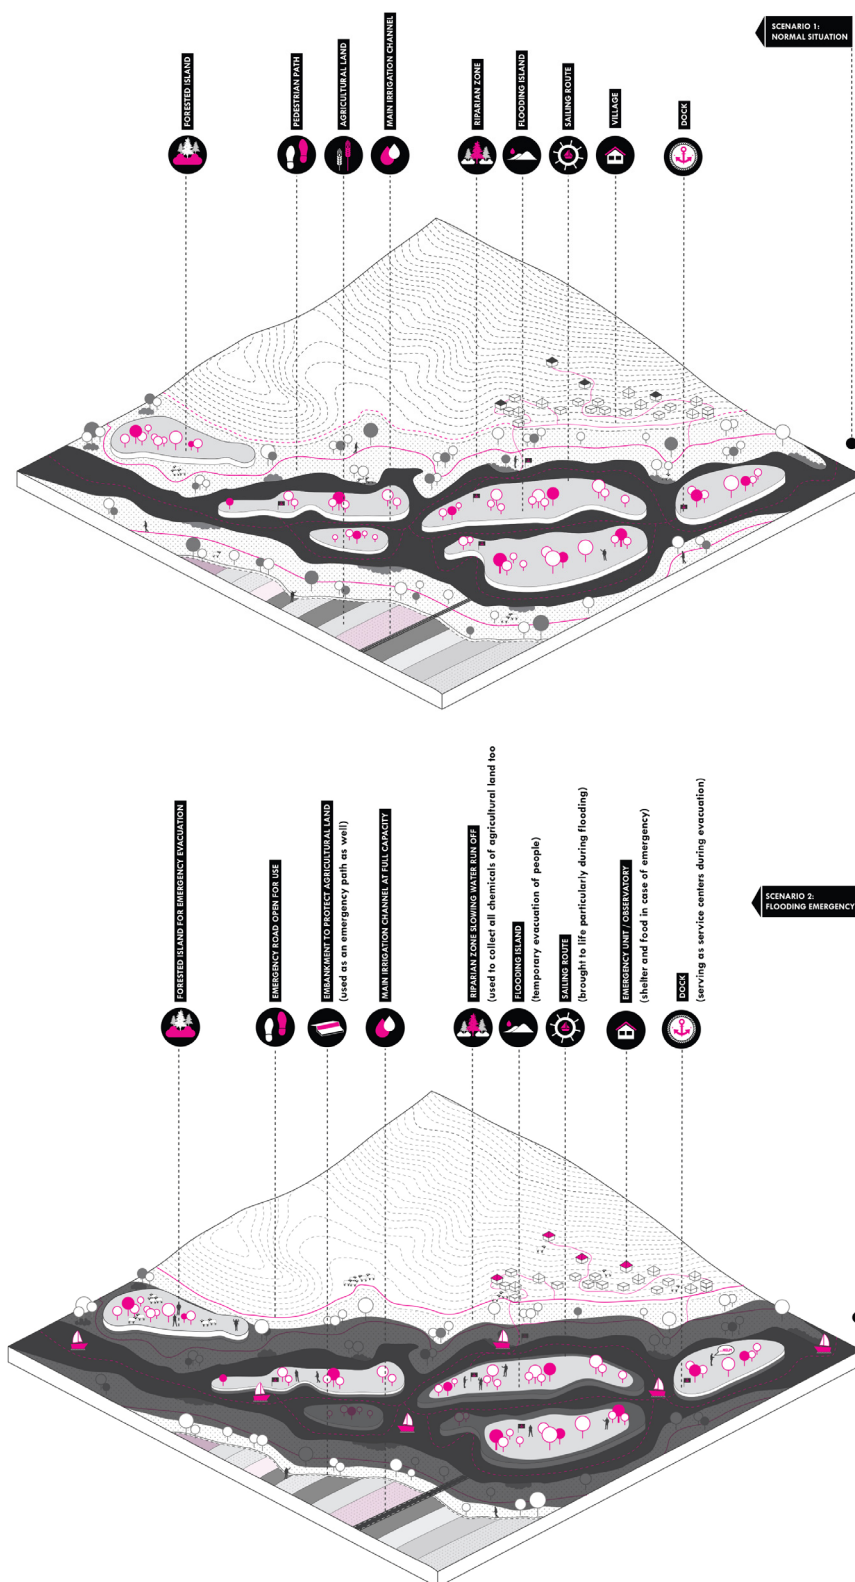 SCENARIO 1:
NORMAL SITUATION
FORESTED ISLAND
PEDESTRIAN PATH
AGRICULTURAL LAND
MAIN IRRIGATION CHANNEL
RIPARIAN ZONE
FLOODING ISLAND
SAILING ROUTE
VILLAGE
DOCK
SCENARIO 2:
FLOODING EMERGENCY
FORESTED ISLAND FOR EMERGENCY EVACUATION
EMERGENCY ROAD OPEN FOR USE
EMBANKMENT TO PROTECT AGRICULTURAL LAND
(used as an emergency path as well)
MAIN IRRIGATION CHANNEL AT FULL CAPACITY
RIPARIAN ZONE SLOWING WATER RUN OFF
(used to collect all chemicals of agricultural land too
FLOODING ISLAND
(temporary evacuation of people)
SAILING ROUTE
(brought to life particularly during flooding)
EMERGENCY UNIT / OBSERVATORY
(shelter and food in case of emergency)
DOCK
(serving as service centers during evacuation)